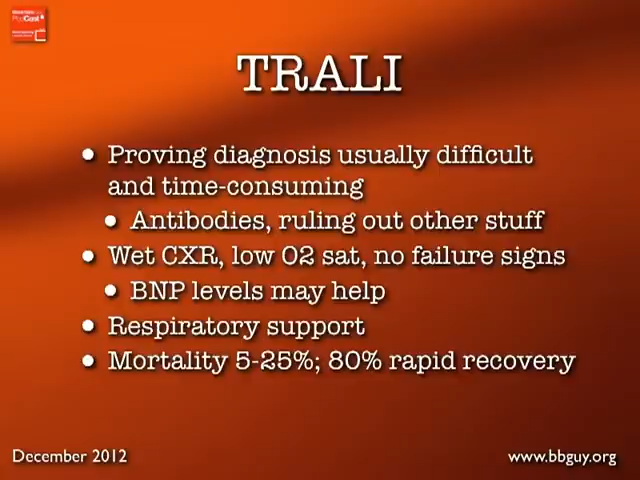 TRALI
• Proving diagnosis usually difficult
and time-consuming
• Antibodies, ruling out other stuff
• Wet CXR, low O2 sat, no failure signs
• BNP levels may help
• Respiratory support
• Mortality 5-25%; 80% rapid recovery
December 2012
www.bbguy.org